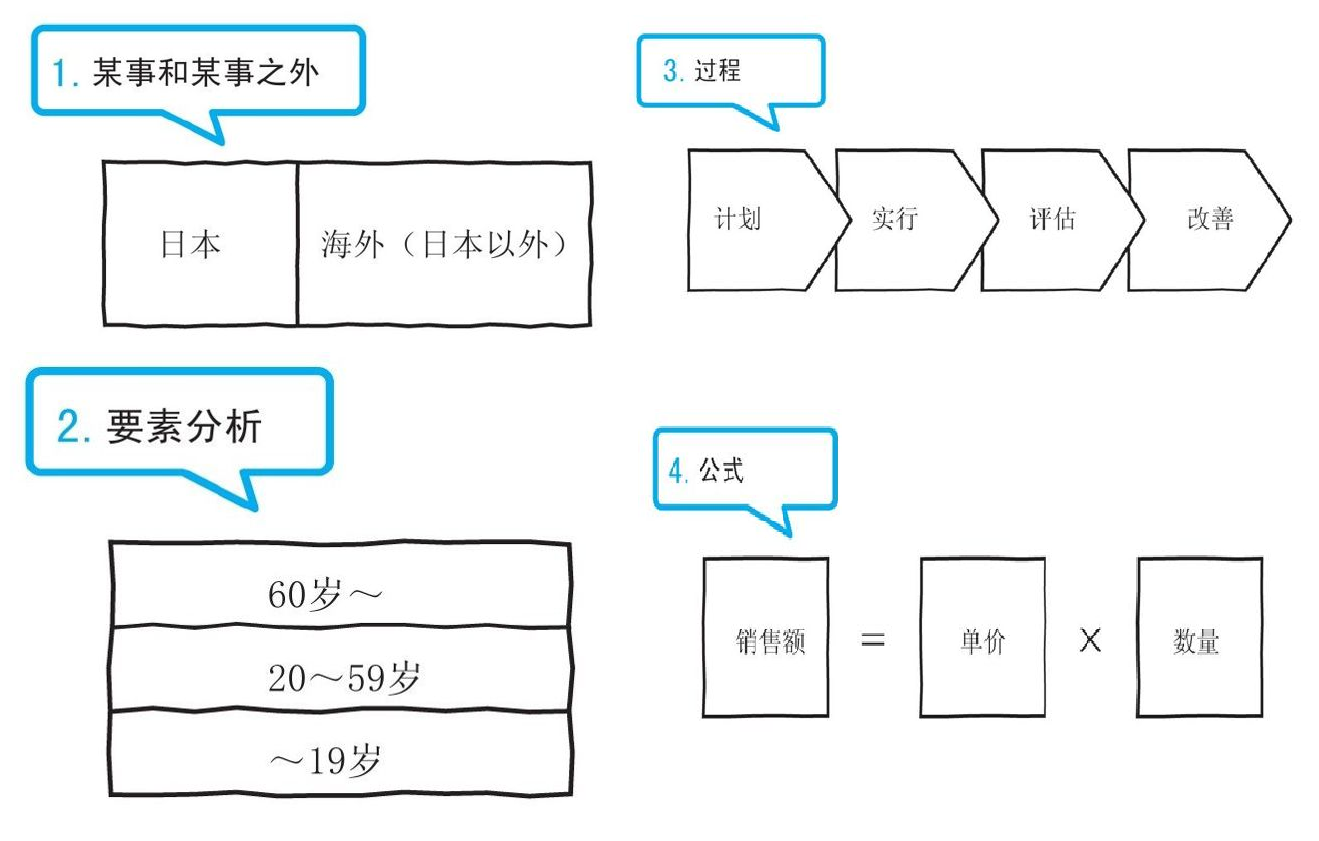 1. 某事和某事之外
日本
海外（日本以外）
2. 要素分析
60岁～
20～59岁
～19岁
3. 过程
计划
实行
评估
改善
4. 公式
销售额 = 单价 X 数量